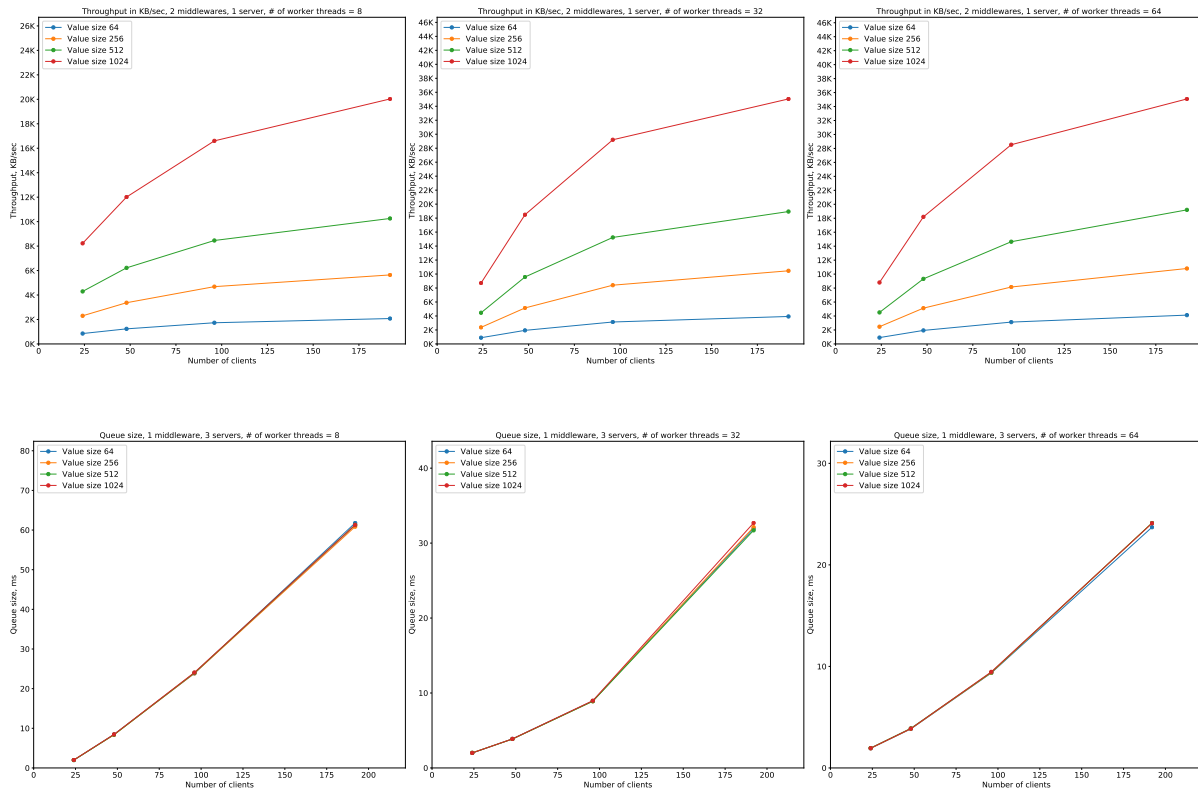 Throughput in KB/sec, 2 middlewares, 1 server, # of worker threads = 8
26K
24K
22K
20K
18K
16K
14K
12K
10K
8K
6K
4K
2K
0K
Throughput, KB/sec
Value size 64
Value size 256
Value size 512
Value size 1024
0 25 50 75 100 125 150 175
Number of clients
Throughput in KB/sec, 2 middlewares, 1 server, # of worker threads = 32
46K
44K
42K
40K
38K
36K
34K
32K
30K
28K
26K
24K
22K
20K
18K
16K
14K
12K
10K
8K
6K
4K
2K
0K
Throughput, KB/sec
Value size 64
Value size 256
Value size 512
Value size 1024
0 25 50 75 100 125 150 175
Number of clients
Throughput in KB/sec, 2 middlewares, 1 server, # of worker threads = 64
46K
44K
42K
40K
38K
36K
34K
32K
30K
28K
26K
24K
22K
20K
18K
16K
14K
12K
10K
8K
6K
4K
2K
0K
Throughput, KB/sec
Value size 64
Value size 256
Value size 512
Value size 1024
0 25 50 75 100 125 150 175
Number of clients
Queue size, 1 middleware, 3 servers, # of worker threads = 8
80
70
60
50
40
30
20
10
0
Queue size, ms
Value size 64
Value size 256
Value size 512
Value size 1024
0 25 50 75 100 125 150 175 200
Number of clients
Queue size, 1 middleware, 3 servers, # of worker threads = 32
40
30
20
10
0
Queue size, ms
Value size 64
Value size 256
Value size 512
Value size 1024
0 25 50 75 100 125 150 175 200
Number of clients
Queue size, 1 middleware, 3 servers, # of worker threads = 64
30
20
10
0
Queue size, ms
Value size 64
Value size 256
Value size 512
Value size 1024
0 25 50 75 100 125 150 175 200
Number of clients